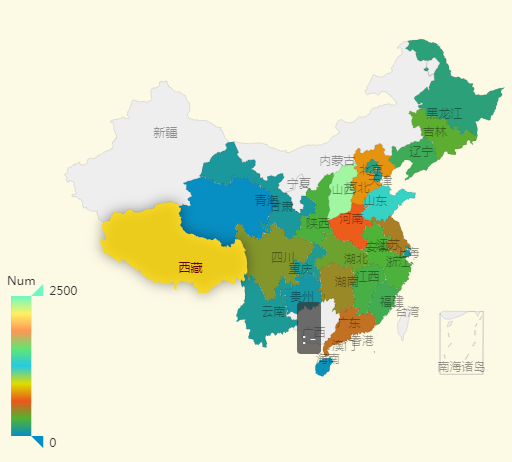 黑龙江
吉林
新疆
辽宁
内蒙古
北京
天津
宁夏
山西
河北
青海
山东
甘肃
陕西
河南
江苏
安徽
上海
四川
湖北
浙
西藏
重庆
湖南
江西
Num
2500
贵州
福建
云南
台湾
广东
广西
香港
澳门
海南
南海诸岛
0